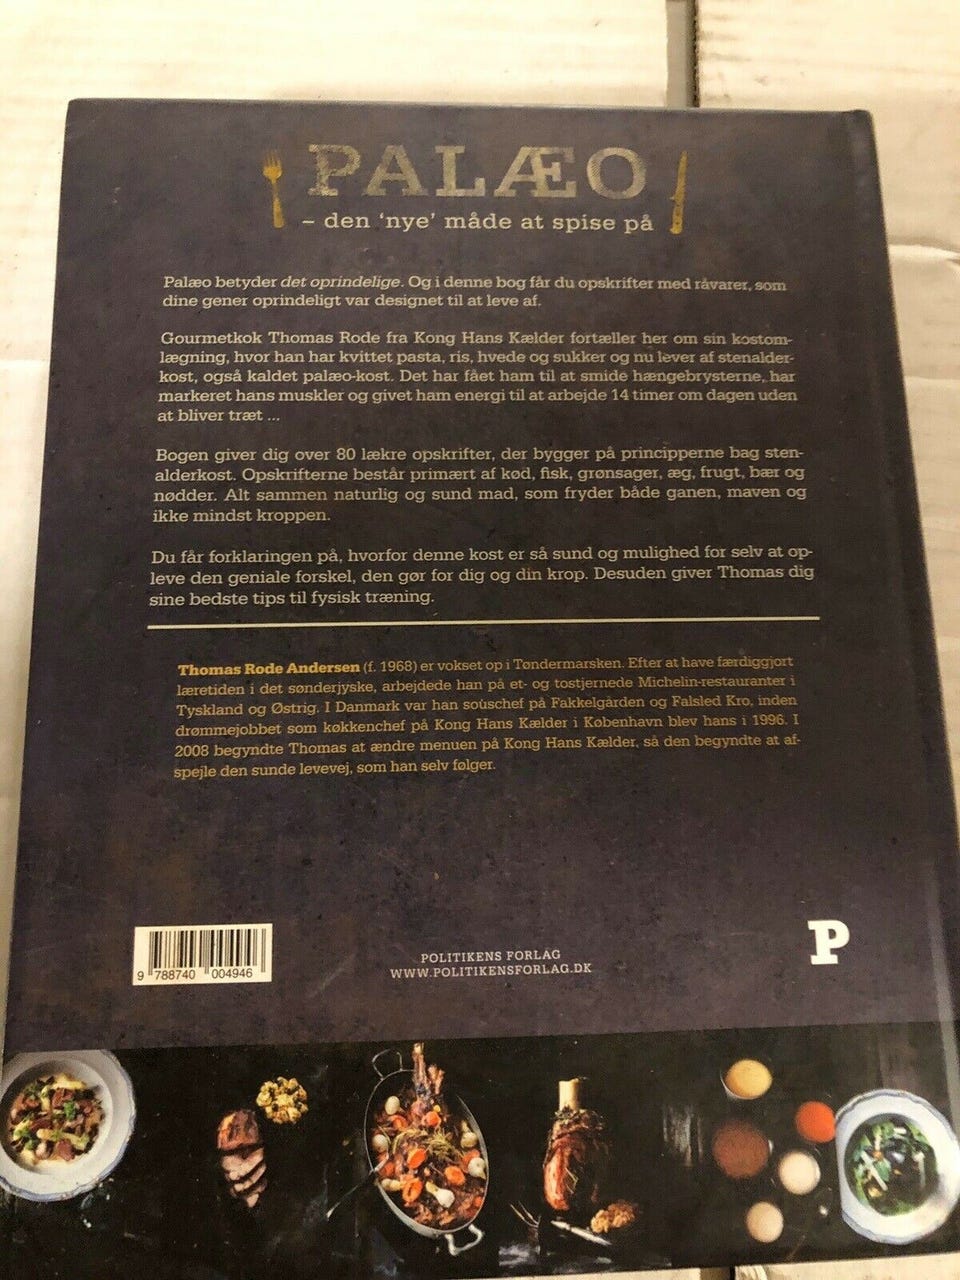 PALÆO
– den ‘nye’ måde at spise på
Palæo betyder det oprindelige. Og i denne bog får du opskrifter med råvarer, som
dine gener oprindeligt var designet til at leve af.
Gourmetkok Thomas Rode fra Kong Hans Kælder fortæller her om sin kostom-
lægning, hvor han har kvittet pasta, ris, hvede og sukker og nu lever af stenalder-
kost, også kaldet palæo-kost. Det har fået ham til at smide hængebrysterne, har
markeret hans muskler og givet ham energi til at arbejde 14 timer om dagen uden
at bliver træt ...
Bogen giver dig over 80 lækre opskrifter, der bygger på principperne bag sten-
alderkost. Opskrifterne består primært af kød, fisk, grønsager, æg, frugt, bær og
nødder. Alt sammen naturlig og sund mad, som fryder både ganen, maven og
ikke mindst kroppen.
Du får forklaringen på, hvorfor denne kost er så sund og mulighed for selv at op-
leve den geniale forskel, den gør for dig og din krop. Desuden giver Thomas dig
sine bedste tips til fysisk træning.
Thomas Rode Andersen (f. 1968) er vokset op i Tøndermarsken. Efter at have færdiggjort
læretiden i det sønderjyske, arbejdede han på et- og tostjernede Michelin-restauranter i
Tyskland og Østrig. I Danmark var han souschef på Fakkelgården og Falsled Kro, inden
drømmejobbet som køkkenchef på Kong Hans Kælder i København blev hans i 1996. I
2008 begyndte Thomas at ændre menuen på Kong Hans Kælder, så den begyndte at af-
spejle den sunde levevej, som han selv følger.
9 788740 004946
POLITIKENS FORLAG
WWW.POLITIKENSFORLAG.DK
P